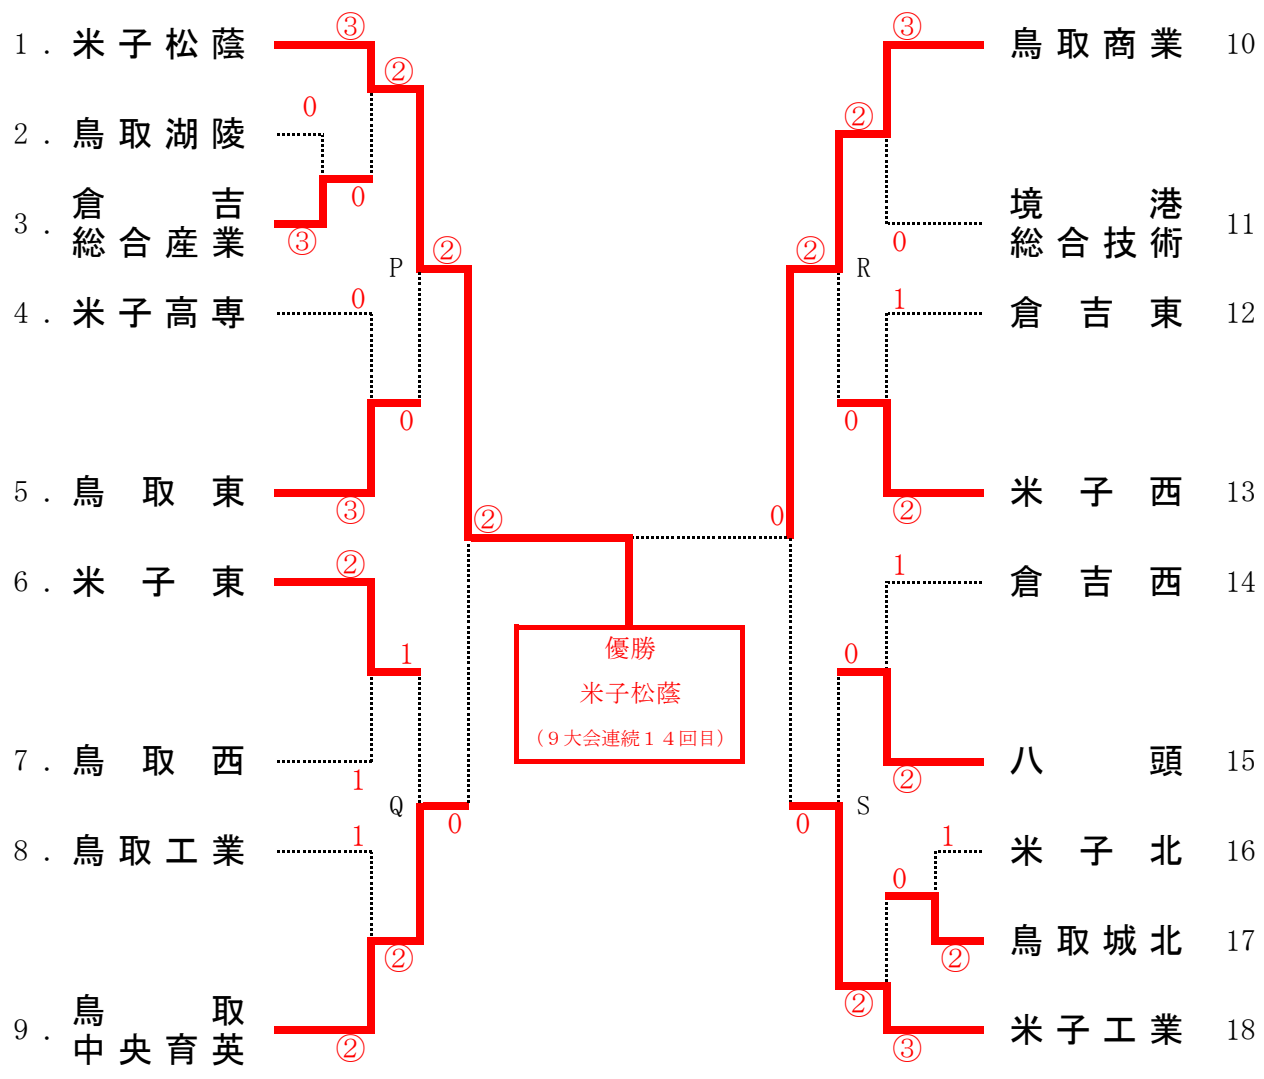 1. 米子松蔭
③
②
2. 鳥取湖陵
0
0
3. 倉吉
総合産業
③
P
②
4. 米子高専
0
0
5. 鳥取東
③
②
6. 米子東
②
1
7. 鳥取西
1
Q
0
8. 鳥取工業
1
②
9. 鳥取
中央育英
②
優勝
米子松蔭
（９大会連続１４回目）
③
鳥取商業 10
②
境港
総合技術 11
0
②
R
1
倉吉東 12
0
米子西 13
②
0
1
倉吉西 14
0
八頭 15
②
0
S
1
米子北 16
0
鳥取城北 17
②
②
米子工業 18
③